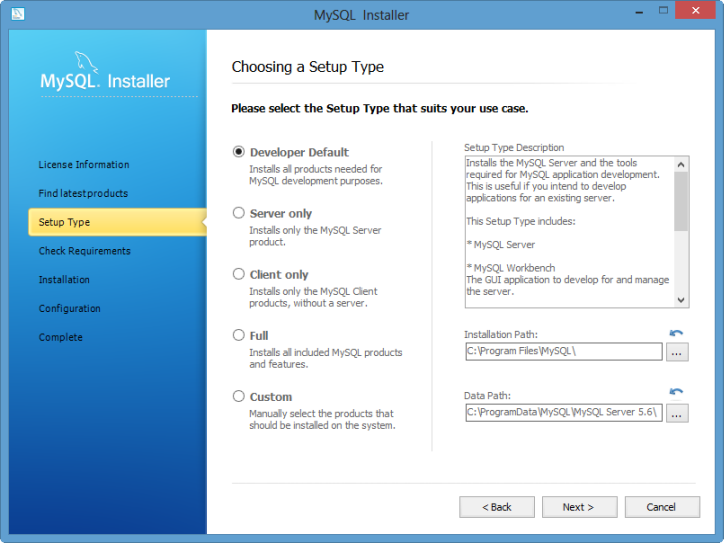 MySQL Installer
MySQL. Installer
License Information
Find latest products
Setup Type
Check Requirements
Installation
Configuration
Complete
Choosing a Setup Type
Please select the Setup Type that suits your use case.
Developer Default
Installs all products needed for
MySQL development purposes.
Server only
Installs only the MySQL Server
product.
Client only
Installs only the MySQL Client
products, without a server.
Full
Installs all included MySQL products
and features.
Custom
Manually select the products that
should be installed on the system.
Setup Type Description
Installs the MySQL Server and the tools
required for MySQL application development.
This is useful if you intend to develop
applications for an existing server.
This Setup Type includes:
* MySQL Server
* MySQL Workbench
The GUI application to develop for and manage
the server.
Installation Path:
C:\Program Files\MySQL\
...
Data Path:
C:\ProgramData\MySQL\MySQL Server 5.6\
...
< Back
Next >
Cancel